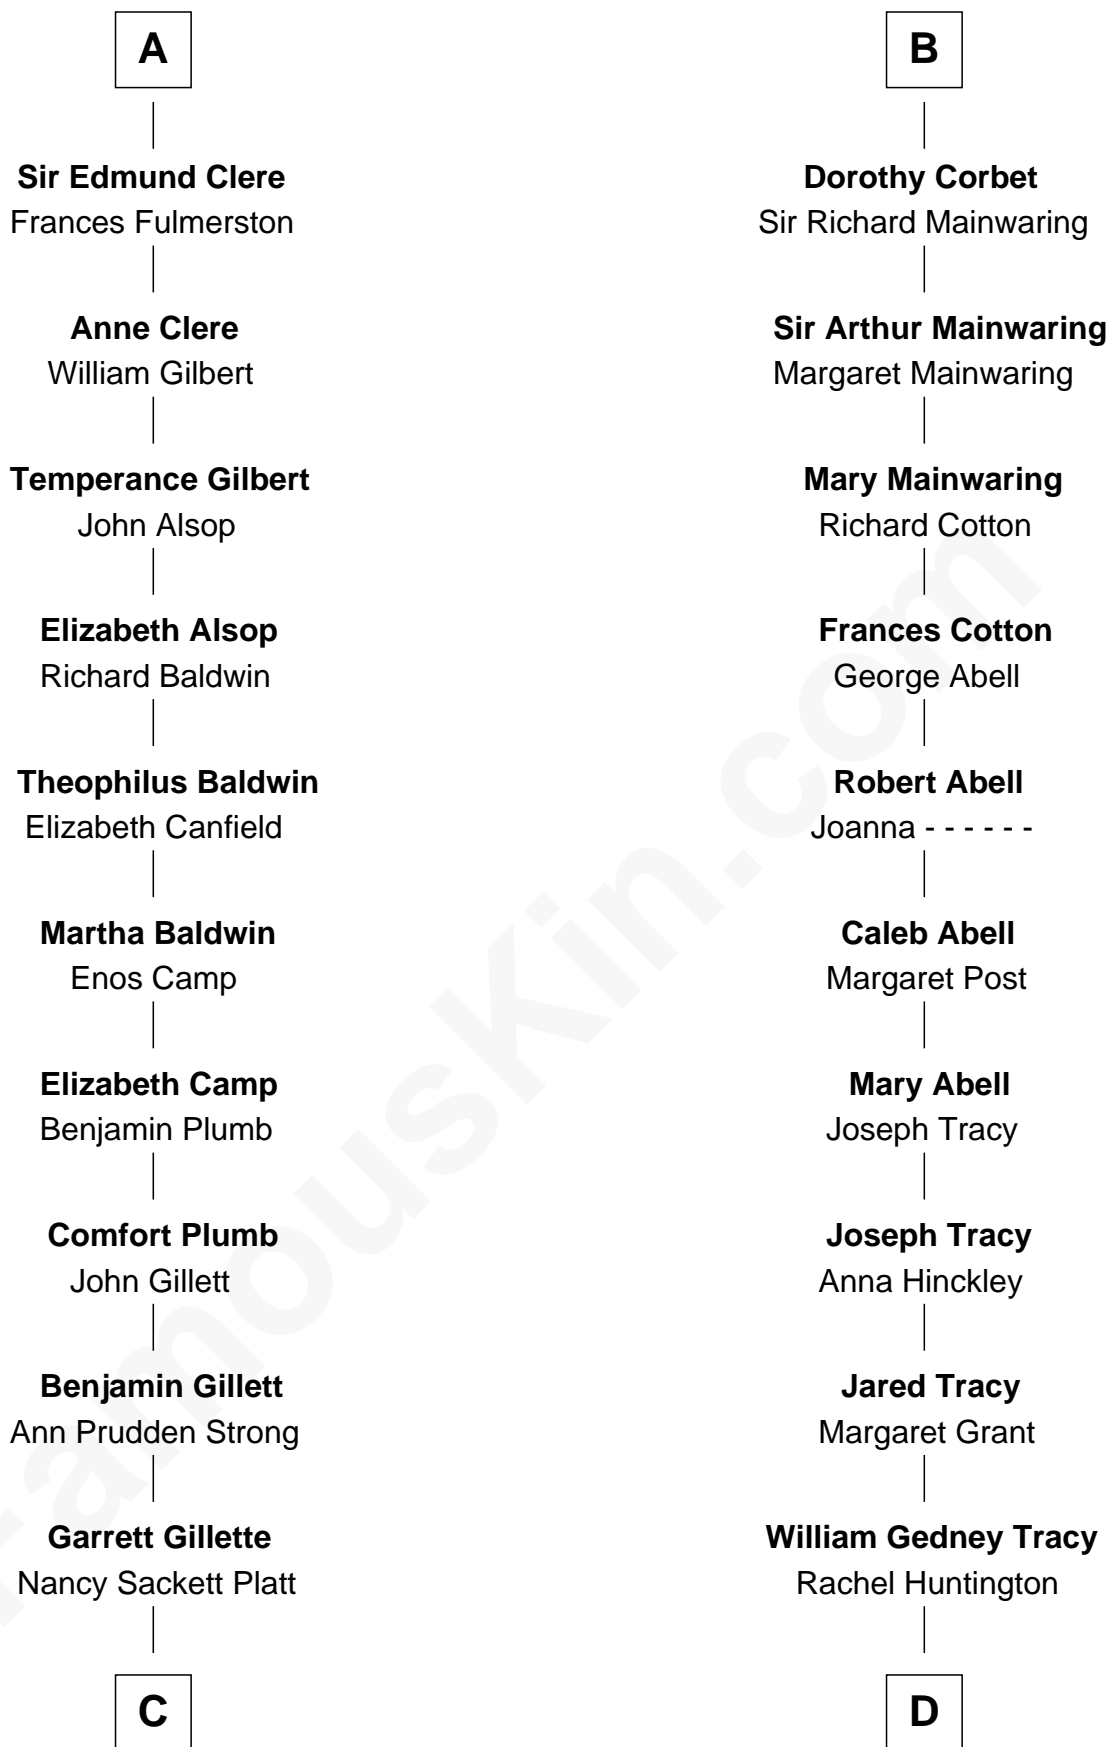 A
Sir Edmund Clere
Frances Fulmerston
Anne Clere
William Gilbert
Temperance Gilbert
John Alsop
Elizabeth Alsop
Richard Baldwin
Theophilus Baldwin
Elizabeth Canfield
Martha Baldwin
Enos Camp
Elizabeth Camp
Benjamin Plumb
Comfort Plumb
John Gillett
Benjamin Gillett
Ann Prudden Strong
Garrett Gillette
Nancy Sackett Platt
C
B
Dorothy Corbet
Sir Richard Mainwaring
Sir Arthur Mainwaring
Margaret Mainwaring
Mary Mainwaring
Richard Cotton
Frances Cotton
George Abell
Robert Abell
Joanna - - - - - -
Caleb Abell
Margaret Post
Mary Abell
Joseph Tracy
Joseph Tracy
Anna Hinckley
Jared Tracy
Margaret Grant
William Gedney Tracy
Rachel Huntington
D
FamousKin.com